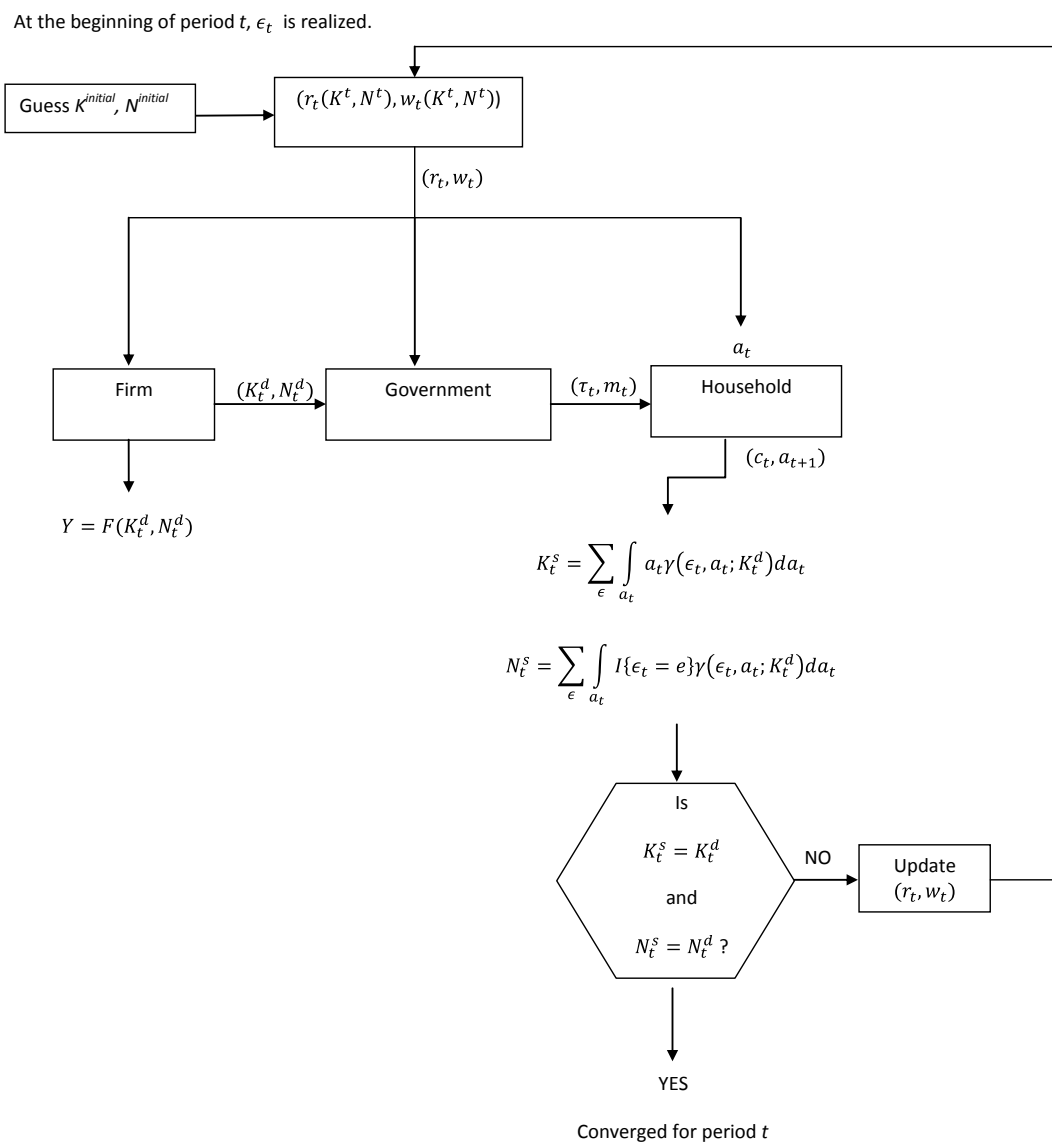 At the beginning of period t, ϵ_t is realized.
Guess K^initial, N^initial
(r_t(K^t, N^t), w_t(K^t, N^t))
(r_t, w_t)
a_t
Firm
(K_t^d, N_t^d)
Government
(τ_t, m_t)
Household
(c_t, a_{t+1})
Y = F(K_t^d, N_t^d)
K_t^s = ∑_ϵ ∫_{a_t} a_t γ(ϵ_t, a_t; K_t^d) da_t
N_t^s = ∑_ϵ ∫_{a_t} I{ϵ_t = e} γ(ϵ_t, a_t; K_t^d) da_t
Is
K_t^s = K_t^d
and
N_t^s = N_t^d ?
NO
Update
(r_t, w_t)
YES
Converged for period t